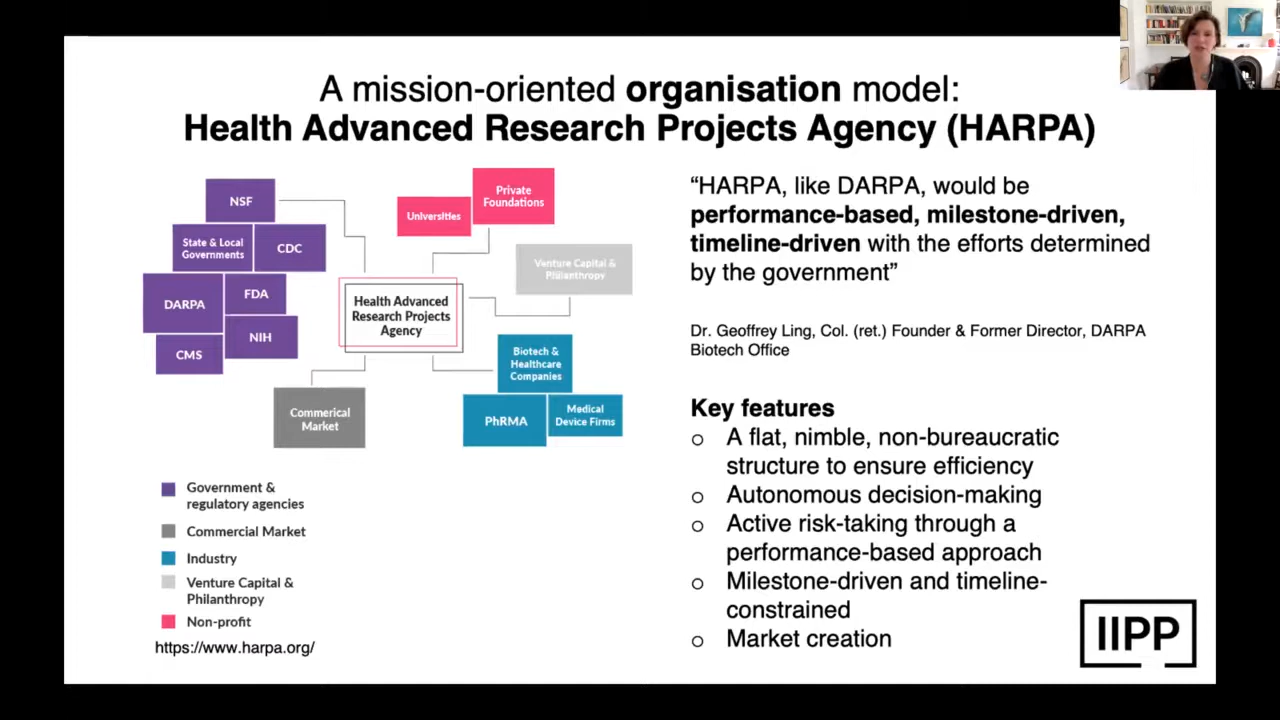 A mission-oriented organisation model:
Health Advanced Research Projects Agency (HARPA)
NSF
State & Local
Governments
CDC
DARPA
FDA
NIH
CMS
Universities
Private
Foundations
Venture Capital &
Philanthropy
Health Advanced
Research Projects
Agency
Biotech &
Healthcare
Companies
PhRMA
Medical
Device Firms
Commerical
Market
Government &
regulatory agencies
Commercial Market
Industry
Venture Capital &
Philanthropy
Non-profit
https://www.harpa.org/
“HARPA, like DARPA, would be
performance-based, milestone-driven,
timeline-driven with the efforts determined
by the government”
Dr. Geoffrey Ling, Col. (ret.) Founder & Former Director, DARPA
Biotech Office
Key features
o A flat, nimble, non-bureaucratic
structure to ensure efficiency
o Autonomous decision-making
o Active risk-taking through a
performance-based approach
o Milestone-driven and timeline-
constrained
o Market creation
IIPP